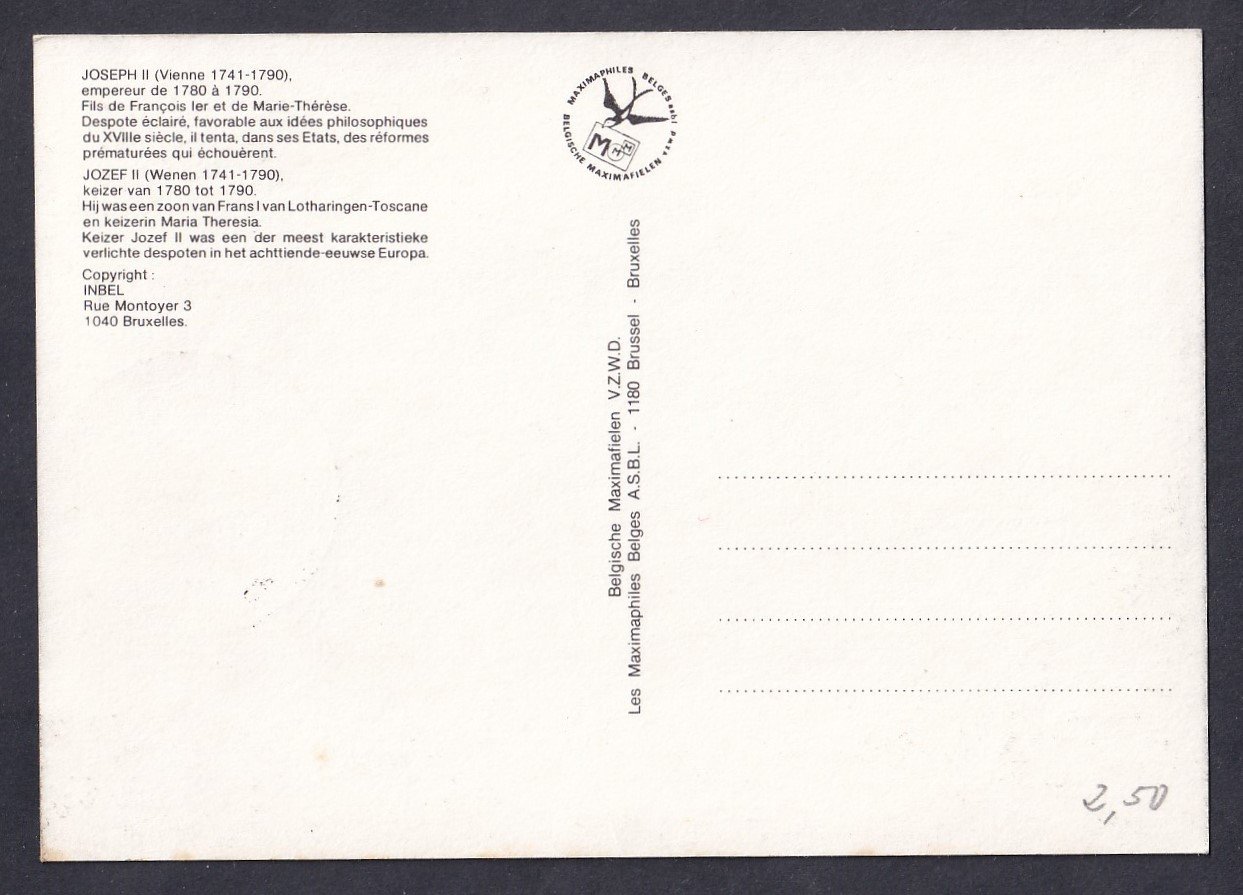 JOSEPH II (Vienne 1741-1790),
empereur de 1780 à 1790.
Fils de François Ier et de Marie-Thérèse.
Despote éclairé, favorable aux idées philosophiques
du XVIIIe siècle, il tenta, dans ses Etats, des réformes
prématurées qui échouèrent.
JOZEF II (Wenen 1741-1790),
keizer van 1780 tot 1790.
Hij was een zoon van Frans I van Lotharingen-Toscane
en keizerin Maria Theresia.
Keizer Jozef II was een der meest karakteristieke
verlichte despoten in het achttiende-eeuwse Europa.
Copyright :
INBEL
Rue Montoyer 3
1040 Bruxelles.
MAXIMAPHILES BELGES
BELGISCHE MAXIMAFIELEN
M
Belgische Maximafielen V.Z.W.D.
Les Maximaphiles Belges A.S.B.L. - 1180 Brussel - Bruxelles
2,50